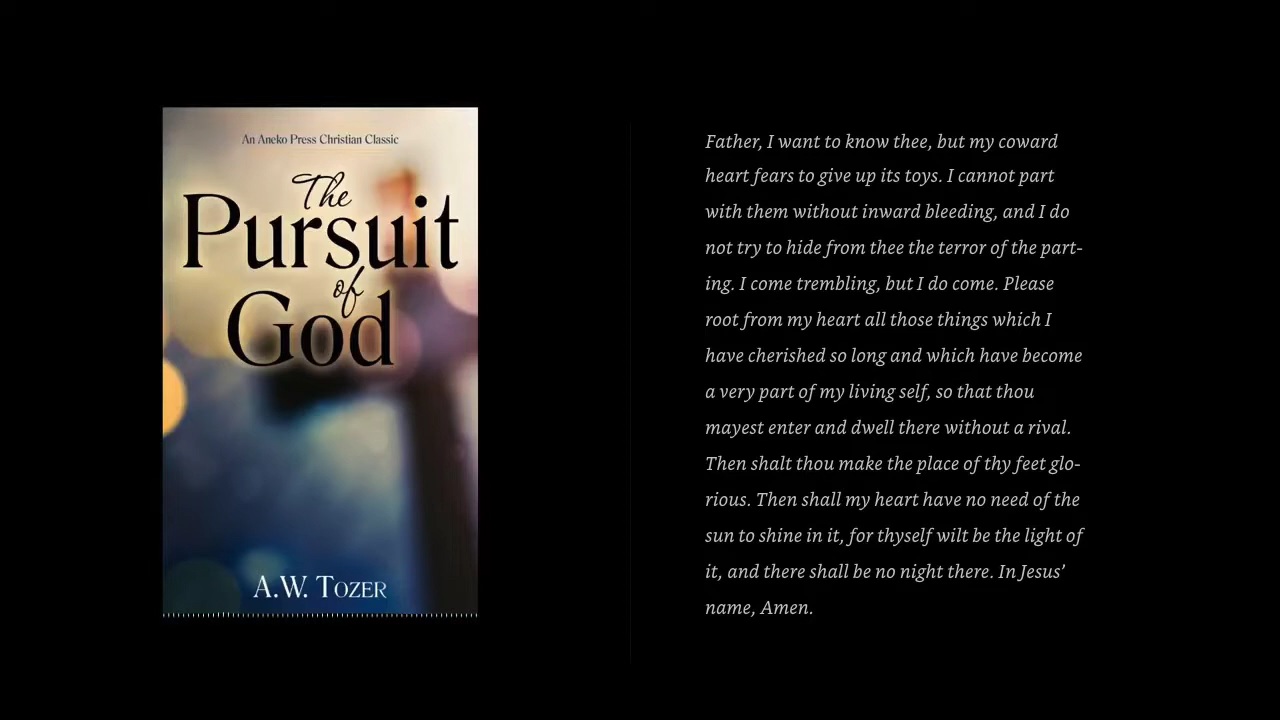 An Aneko Press Christian Classic
The
Pursuit
of
God
A.W. Tozer
Father, I want to know thee, but my coward
heart fears to give up its toys. I cannot part
with them without inward bleeding, and I do
not try to hide from thee the terror of the part-
ing. I come trembling, but I do come. Please
root from my heart all those things which I
have cherished so long and which have become
a very part of my living self, so that thou
mayest enter and dwell there without a rival.
Then shalt thou make the place of thy feet glo-
rious. Then shall my heart have no need of the
sun to shine in it, for thyself wilt be the light of
it, and there shall be no night there. In Jesus’
name, Amen.